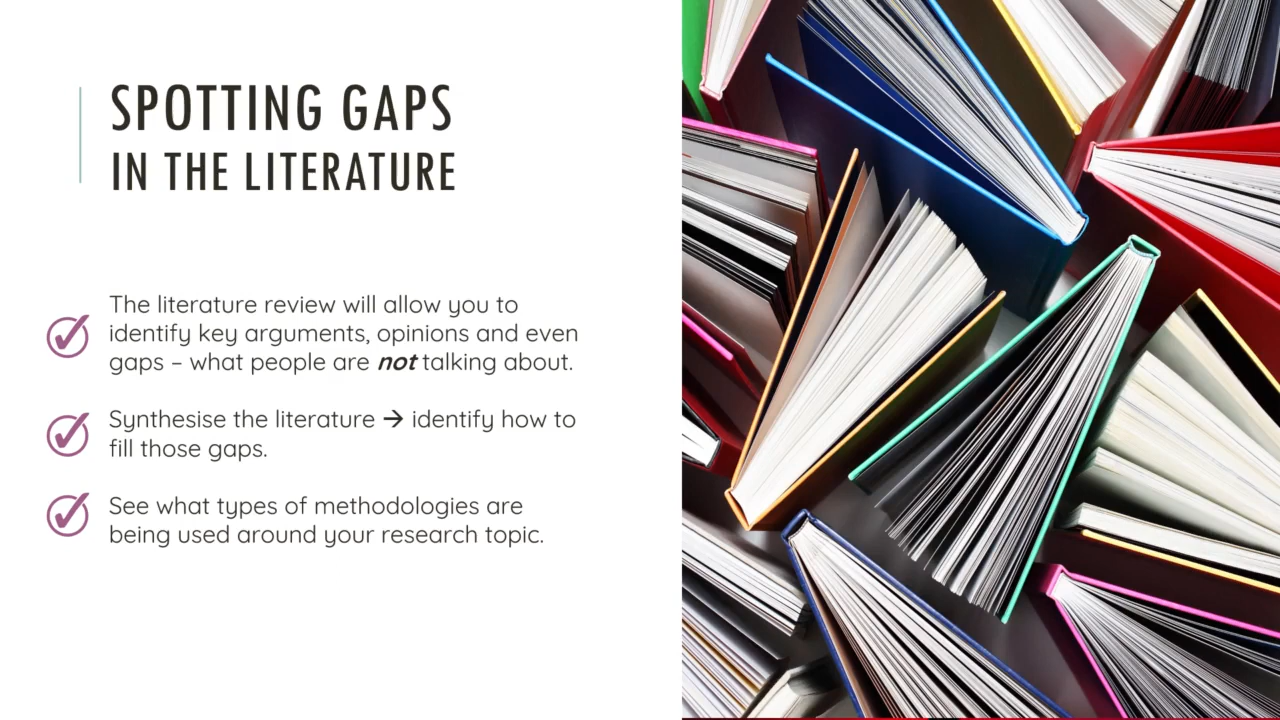 SPOTTING GAPS
IN THE LITERATURE
The literature review will allow you to
identify key arguments, opinions and even
gaps – what people are not talking about.
Synthesise the literature → identify how to
fill those gaps.
See what types of methodologies are
being used around your research topic.